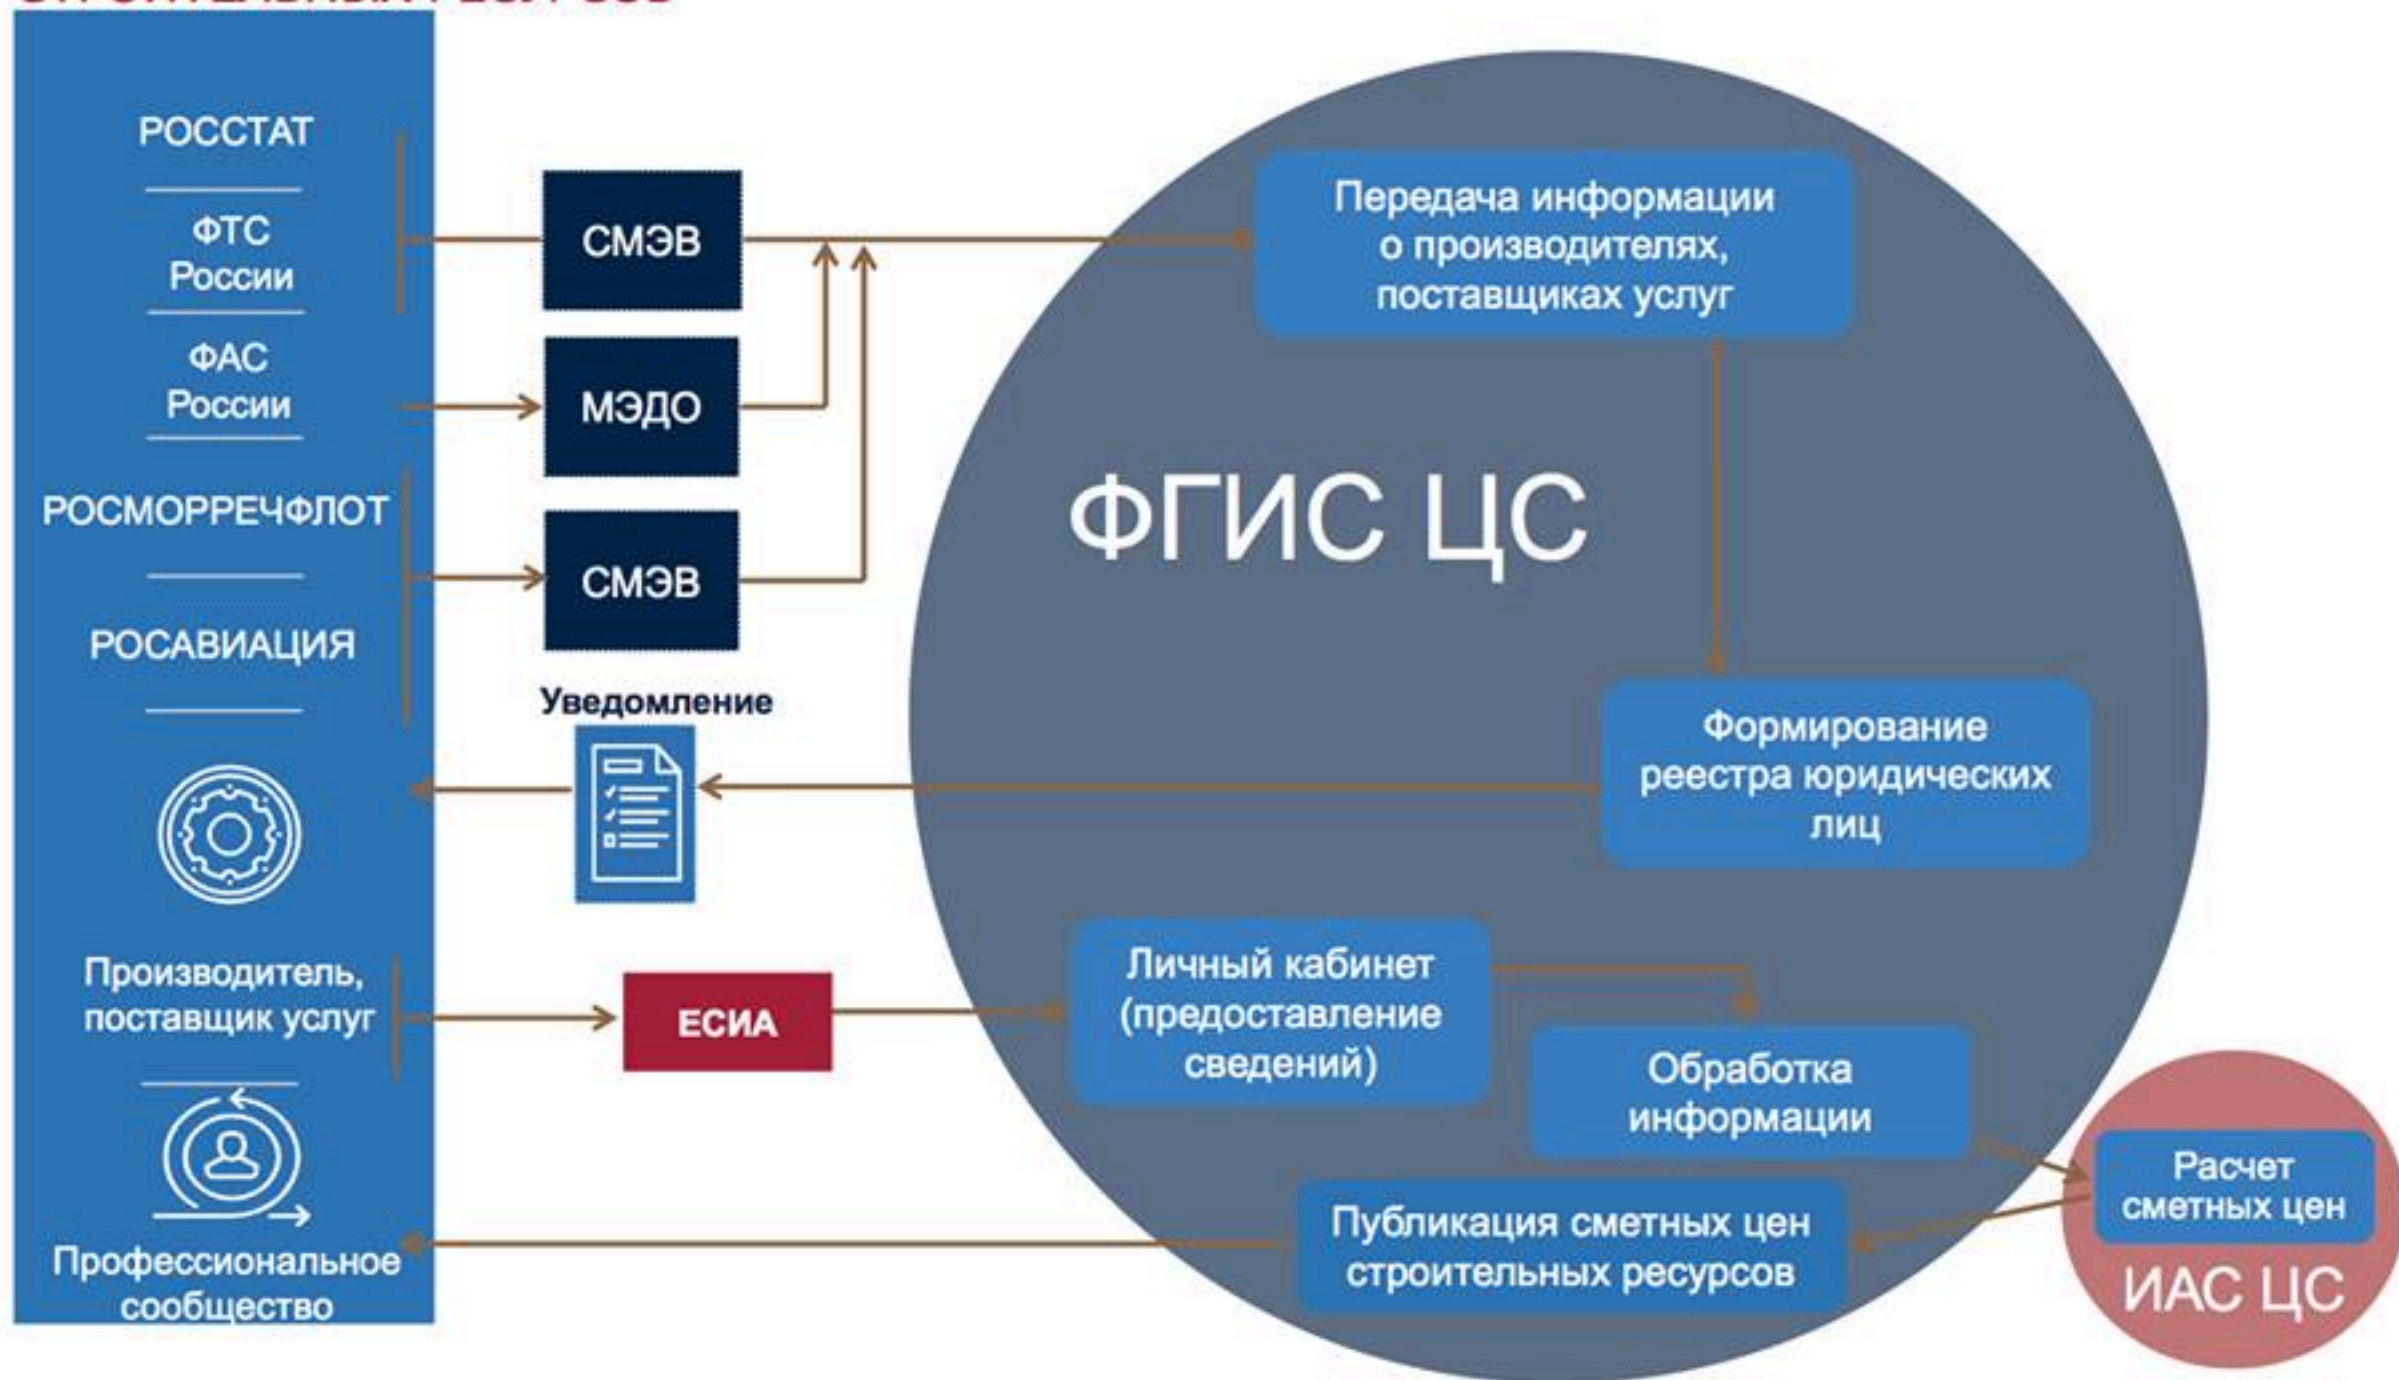 РОССТАТ
ФТС
России
ФАС
России
РОСМОРРЕЧФЛОТ
РОСАВИАЦИЯ
Производитель,
поставщик услуг
Профессиональное
сообщество
СМЭВ
МЭДО
СМЭВ
Уведомление
ЕСИА
ФГИС ЦС
Передача информации
о производителях,
поставщиках услуг
Формирование
реестра юридических
лиц
Личный кабинет
(предоставление
сведений)
Обработка
информации
Публикация сметных цен
строительных ресурсов
Расчет
сметных цен
ИАС ЦС